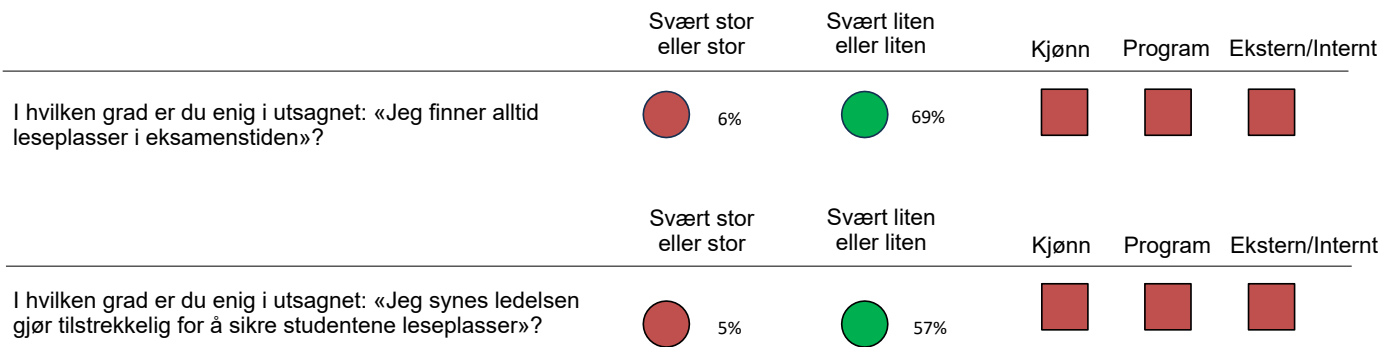 Svært stor
eller stor
Svært liten
eller liten
Kjønn
Program
Ekstern/Internt
I hvilken grad er du enig i utsagnet: «Jeg finner alltid
leseplasser i eksamenstiden»?
6%
69%
Svært stor
eller stor
Svært liten
eller liten
Kjønn
Program
Ekstern/Internt
I hvilken grad er du enig i utsagnet: «Jeg synes ledelsen
gjør tilstrekkelig for å sikre studentene leseplasser»?
5%
57%